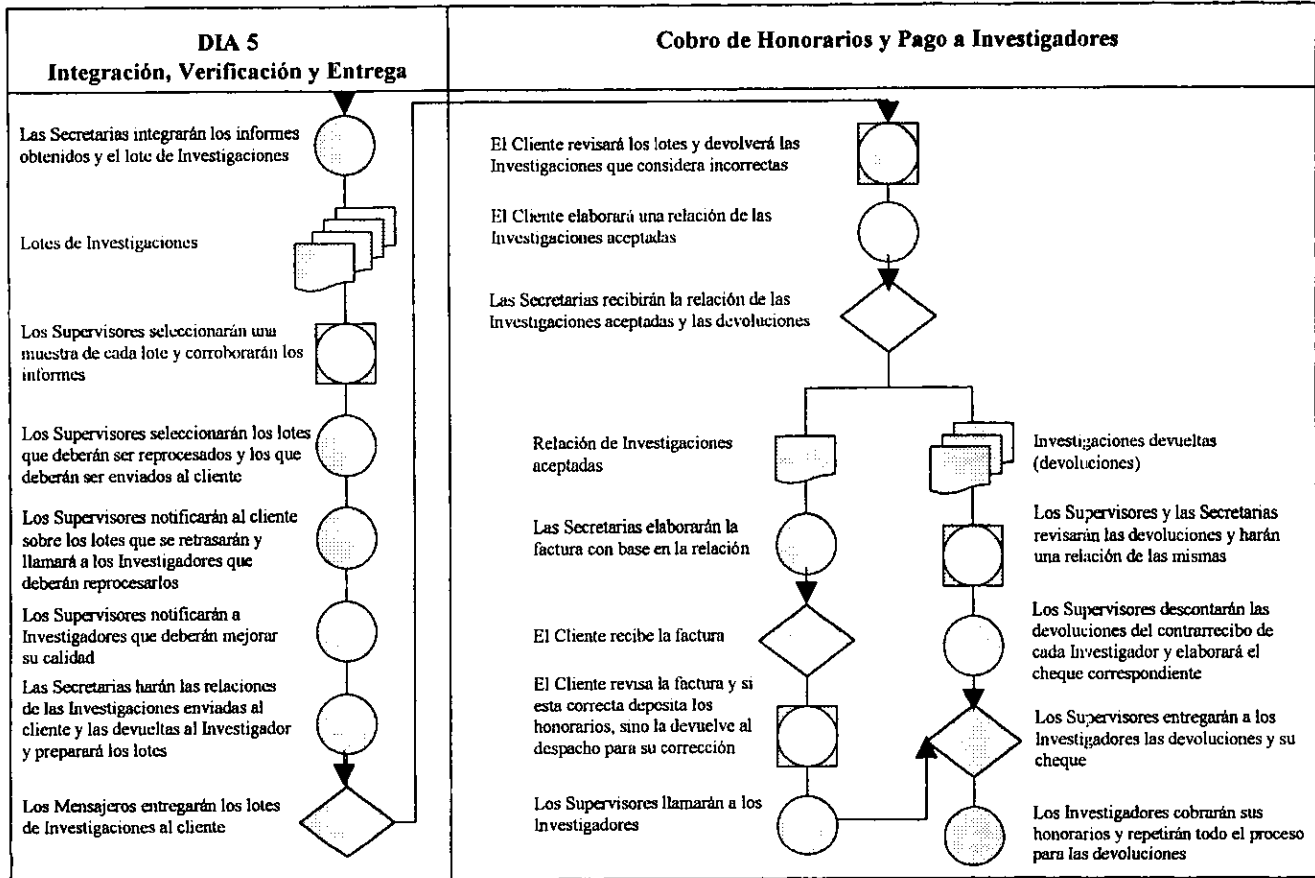 DIA 5
Integración, Verificación y Entrega
Las Secretarias integrarán los informes
obtenidos y el lote de Investigaciones
Lotes de Investigaciones
Los Supervisores seleccionarán una
muestra de cada lote y corroborarán los
informes
Los Supervisores seleccionarán los lotes
que deberán ser reprocesados y los que
deberán ser enviados al cliente
Los Supervisores notificarán al cliente
sobre los lotes que se retrasarán y
llamará a los Investigadores que
deberán reprocesarlos
Los Supervisores notificarán a
Investigadores que deberán mejorar
su calidad
Las Secretarias harán las relaciones
de las Investigaciones enviadas al
cliente y las devueltas al Investigador
y preparará los lotes
Los Mensajeros entregarán los lotes
de Investigaciones al cliente
Cobro de Honorarios y Pago a Investigadores
El Cliente revisará los lotes y devolverá las
Investigaciones que considera incorrectas
El Cliente elaborará una relación de las
Investigaciones aceptadas
Las Secretarias recibirán la relación de las
Investigaciones aceptadas y las devoluciones
Relación de Investigaciones
aceptadas
Las Secretarias elaborarán la
factura con base en la relación
El Cliente recibe la factura
El Cliente revisa la factura y si
esta correcta deposita los
honorarios, sino la devuelve al
despacho para su corrección
Los Supervisores llamarán a los
Investigadores
Investigaciones devueltas
(devoluciones)
Los Supervisores y las Secretarias
revisarán las devoluciones y harán
una relación de las mismas
Los Supervisores descontarán las
devoluciones del contrarrecibo de
cada Investigador y elaborará el
cheque correspondiente
Los Supervisores entregarán a los
Investigadores las devoluciones y su
cheque
Los Investigadores cobrarán sus
honorarios y repetirán todo el proceso
para las devoluciones